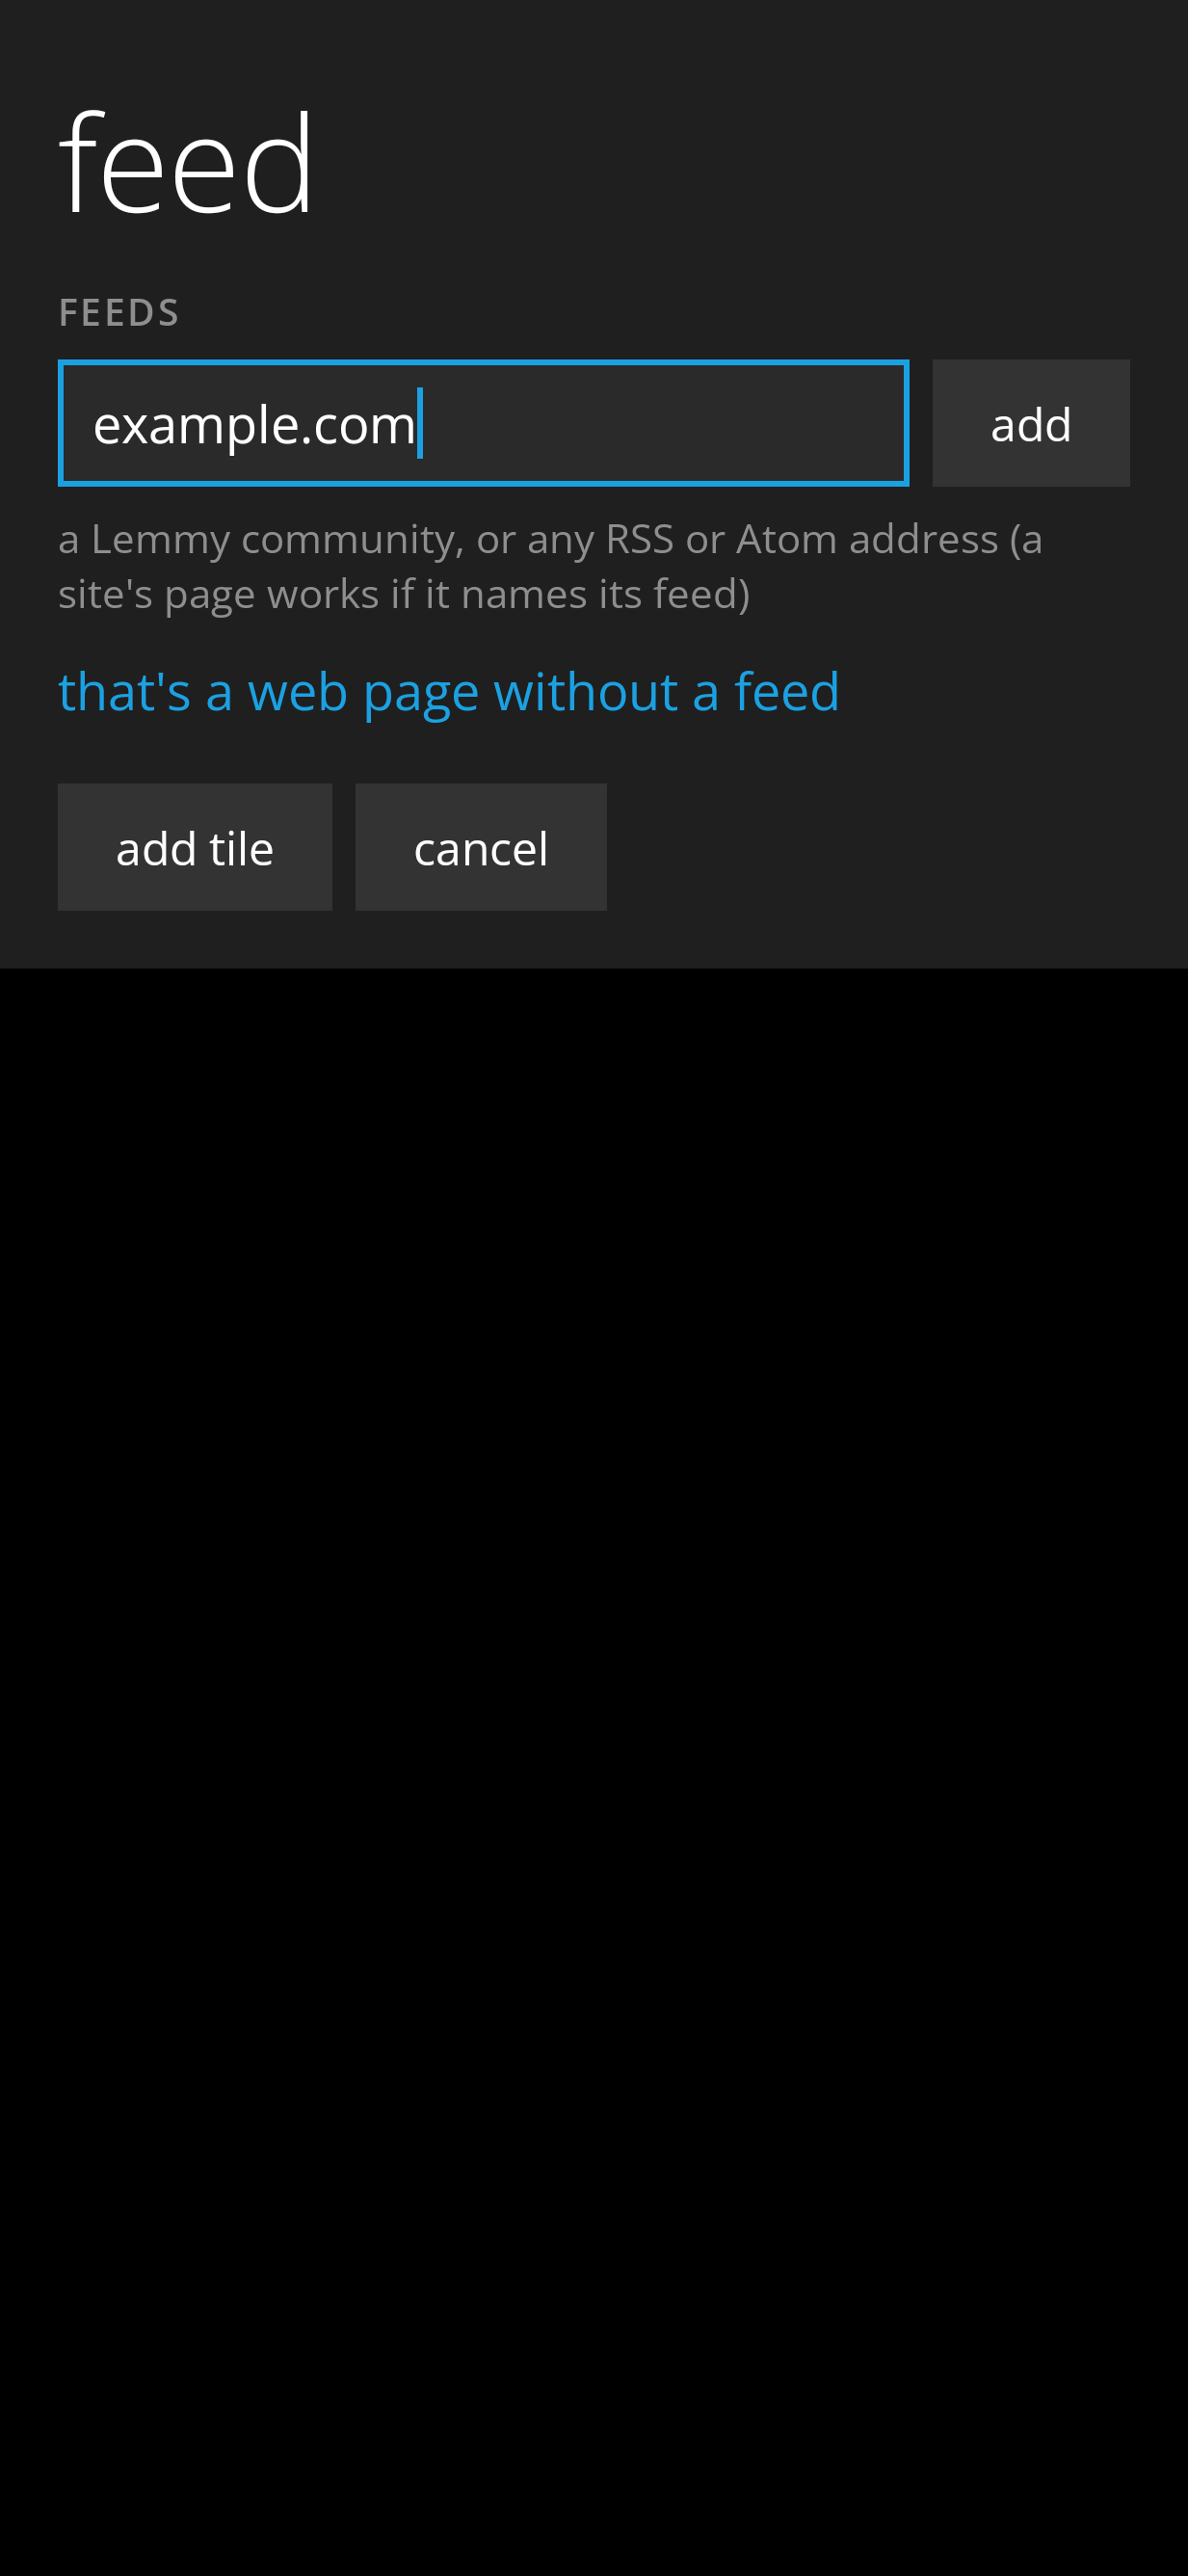 feed
FEEDS
example.com
add
a Lemmy community, or any RSS or Atom address (a
site's page works if it names its feed)
that's a web page without a feed
add tile
cancel